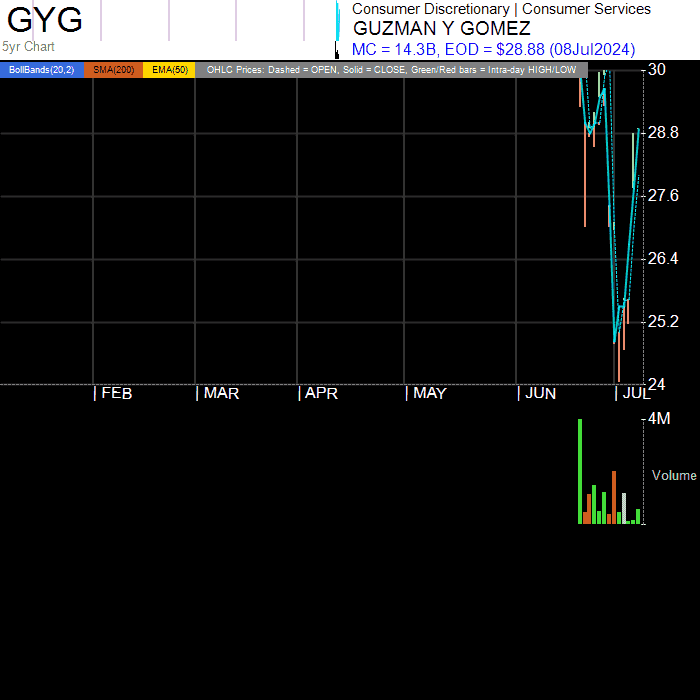 GYG
5yr Chart
Consumer Discretionary | Consumer Services
GUZMAN Y GOMEZ
MC = 14.3B, EOD = $28.88 (08Jul2024)
BollBands(20,2) SMA(200) EMA(50) OHLC Prices: Dashed = OPEN, Solid = CLOSE, Green/Red bars = Intra-day HIGH/LOW
30
28.8
27.6
26.4
25.2
24
| FEB | MAR | APR | MAY | JUN | JUL
4M
Volume